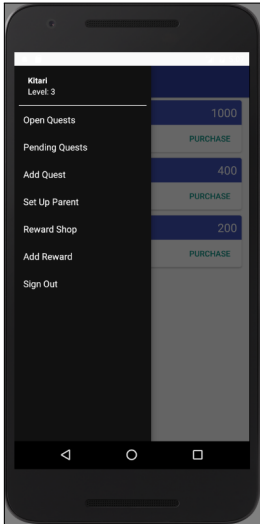 Kitari
Level: 3
Open Quests
Pending Quests
Add Quest
Set Up Parent
Reward Shop
Add Reward
Sign Out
1000
PURCHASE
400
PURCHASE
200
PURCHASE